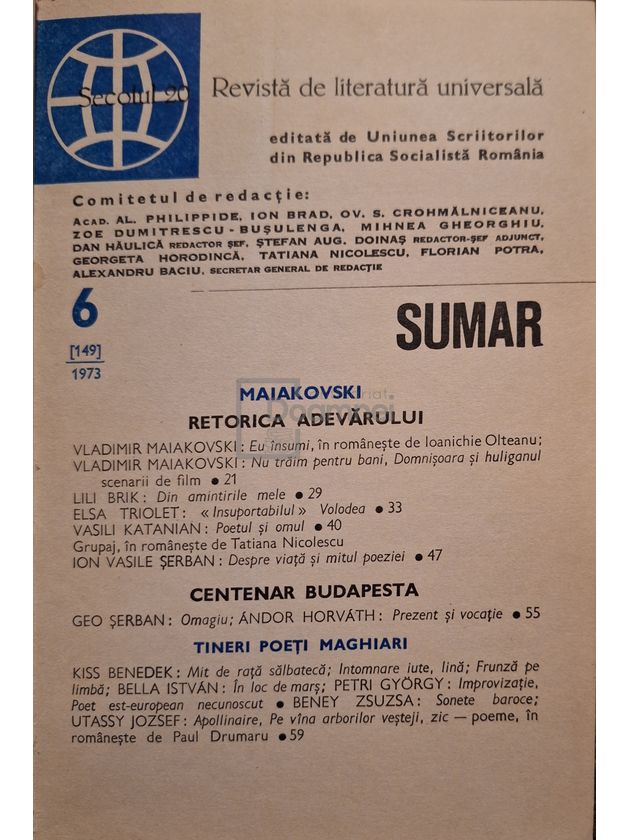 Secolul 20
Revistă de literatură universală
editată de Uniunea Scriitorilor
din Republica Socialistă România
Comitetul de redacție:
ACAD. AL. PHILIPPIDE, ION BRAD, OV. S. CROHMĂLNICEANU,
ZOE DUMITRESCU-BUȘULENGA, MIHNEA GHEORGHIU,
DAN HĂULICĂ REDACTOR ȘEF, ȘTEFAN AUG. DOINAȘ REDACTOR-ȘEF ADJUNCT,
GEORGETA HORODINCĂ, TATIANA NICOLESCU, FLORIAN POTRA,
ALEXANDRU BACIU, SECRETAR GENERAL DE REDACȚIE
6
[149]
1973
SUMAR
MAIAKOVSKI
RETORICA ADEVĂRULUI
VLADIMIR MAIAKOVSKI: Eu însumi, în românește de Ioanichie Olteanu;
VLADIMIR MAIAKOVSKI: Nu trăim pentru bani, Domnișoara și huliganul
scenarii de film ● 21
LILI BRIK: Din amintirile mele ● 29
ELSA TRIOLET: «Insuportabilul» Volodea ● 33
VASILI KATANIAN: Poetul și omul ● 40
Grupaj, în românește de Tatiana Nicolescu
ION VASILE ȘERBAN: Despre viață și mitul poeziei ● 47
CENTENAR BUDAPESTA
GEO ȘERBAN: Omagiu; ÁNDOR HORVÁTH: Prezent și vocație ● 55
TINERI POEȚI MAGHIARI
KISS BENEDEK: Mit de rață sălbatecă; Intomnare iute, lină; Frunză pe
limbă; BELLA ISTVÁN: În loc de marș; PETRI GYÖRGY: Improvizație,
Poet est-european necunoscut ● BENEY ZSUZSA: Sonete baroce;
UTASSY JOZSEF: Apollinaire, Pe vîna arborilor veșteji, zic — poeme, în
românește de Paul Drumaru ● 59